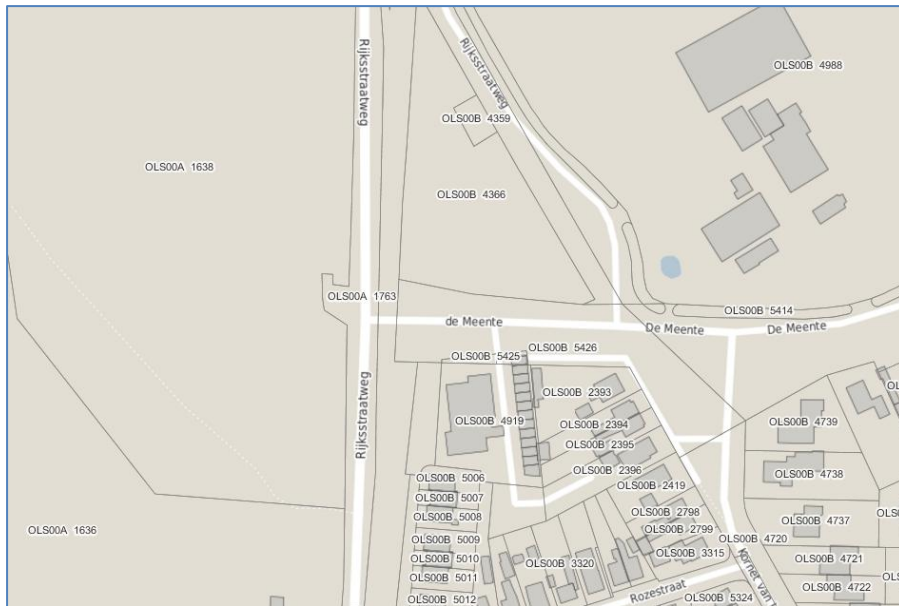 Rijksstraatweg
Rijksstraatweg
OLS00B 4988
OLS00B 4359
OLS00A 1638
OLS00B 4366
OLS00A 1763
OLS00B 5414
de Meente
De Meente
De Meente
OLS00B 5425
OLS00B 5426
Rijksstraatweg
OLS00B 2393
OLS00B 4919
OLS00B 2394
OLS00B 4739
OLS00B 2395
OLS00B 2396
OLS00B 4738
OLS00B 5006
OLS00B 2419
OLS00B 5007
OLS00B 2798
OLS00B 5008
OLS00B 4737
OLS00A 1636
OLS00B 2799
OLS00B 5009
OLS00B 4720
OLS00B 3315
OLS00B 5010
OLS00B 3320
OLS00B 4721
OLS00B 5011
Kornet van
OLS00B 4722
Rozestraat
OLS00B 5012
OLS00B 5324